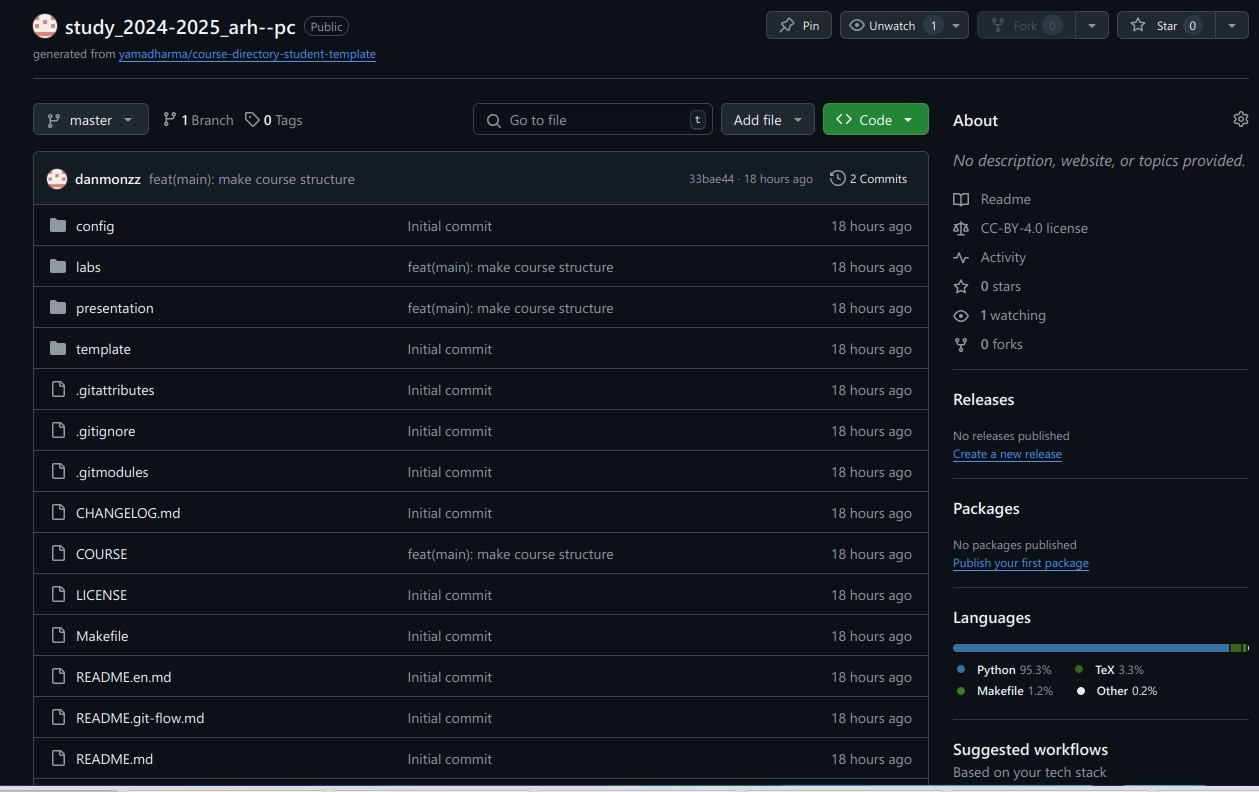 study_2024-2025_arh--pc Public Pin Unwatch 1 Fork 0 Star 0
generated from yamadharma/course-directory-student-template
master 1 Branch 0 Tags Go to file t Add file Code
danmonzz feat(main): make course structure 33bae44 · 18 hours ago 2 Commits
config Initial commit 18 hours ago
labs feat(main): make course structure 18 hours ago
presentation feat(main): make course structure 18 hours ago
template Initial commit 18 hours ago
.gitattributes Initial commit 18 hours ago
.gitignore Initial commit 18 hours ago
.gitmodules Initial commit 18 hours ago
CHANGELOG.md Initial commit 18 hours ago
COURSE feat(main): make course structure 18 hours ago
LICENSE Initial commit 18 hours ago
Makefile Initial commit 18 hours ago
README.en.md Initial commit 18 hours ago
README.git-flow.md Initial commit 18 hours ago
README.md Initial commit 18 hours ago
About
No description, website, or topics provided.
Readme
CC-BY-4.0 license
Activity
0 stars
1 watching
0 forks
Releases
No releases published
Create a new release
Packages
No packages published
Publish your first package
Languages
Python 95.3% TeX 3.3%
Makefile 1.2% Other 0.2%
Suggested workflows
Based on your tech stack